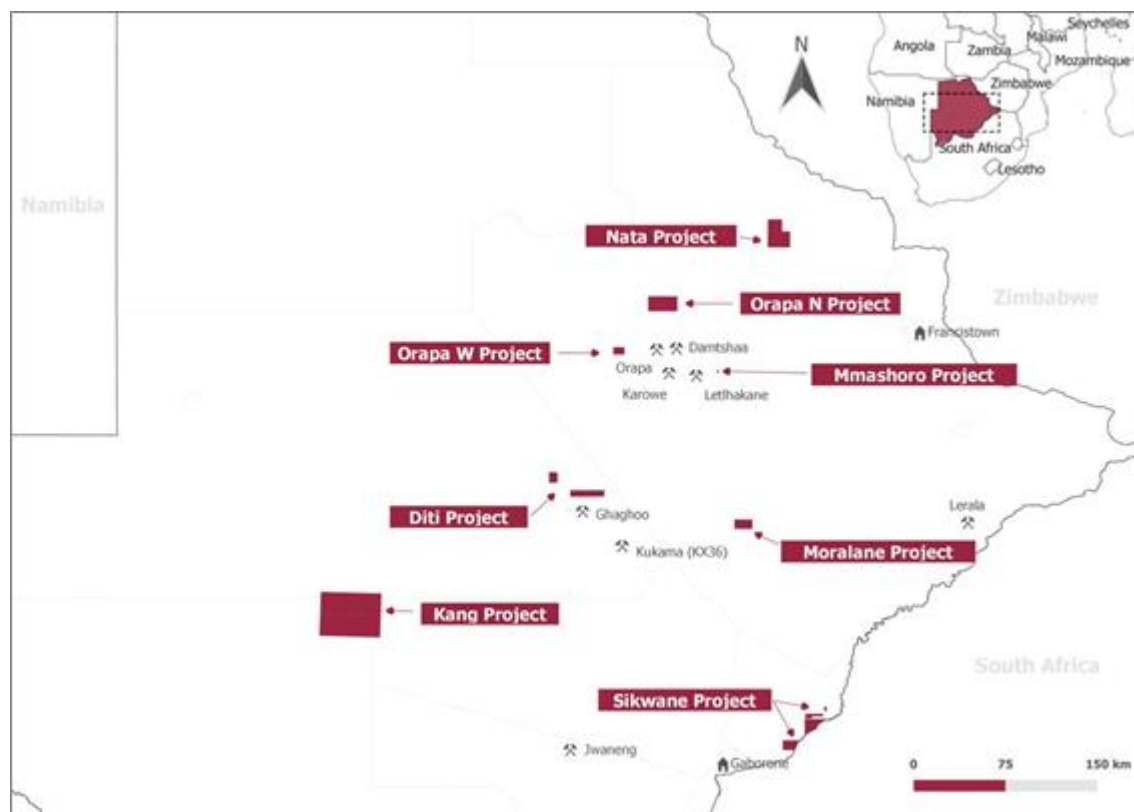 N
Angola
Zambia
Malawi
Seychelles
Mozambique
Zimbabwe
Namibia
South Africa
Lesotho
Namibia
Nata Project
Zimbabwe
Orapa N Project
Francistown
Orapa W Project
Damtshaa
Orapa
Mmashoro Project
Karowe
Letlhakane
Diti Project
Ghaghoo
Lerala
Kukama (KX36)
Moralane Project
Kang Project
South Africa
Sikwane Project
Jwaneng
Gaborone
0 75 150 km